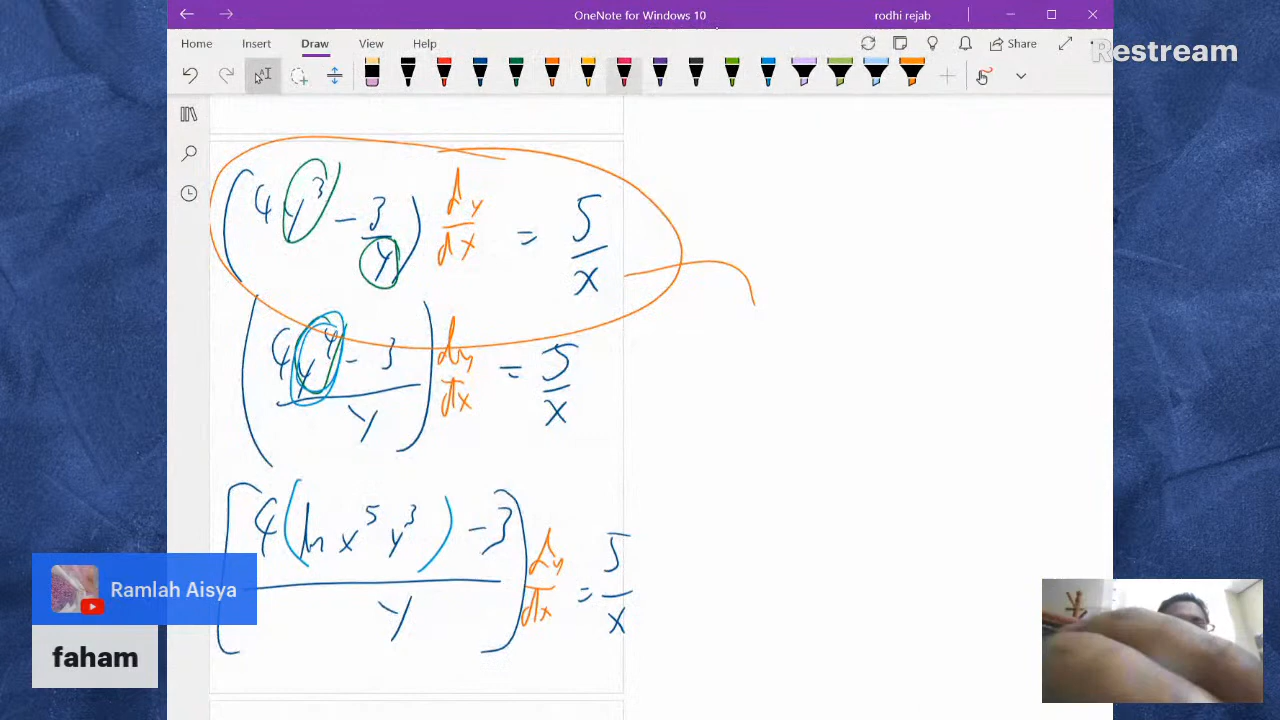 OneNote for Windows 10
rodhi rejab
Home Insert Draw View Help
Share
Restream
(4y³ - 3/y) dy/dx = 5/x
((4y⁴ - 3)/y) dy/dx = 5/x
[(4(ln x⁵y³) - 3)/y] dy/dx = 5/x
Ramlah Aisya
faham